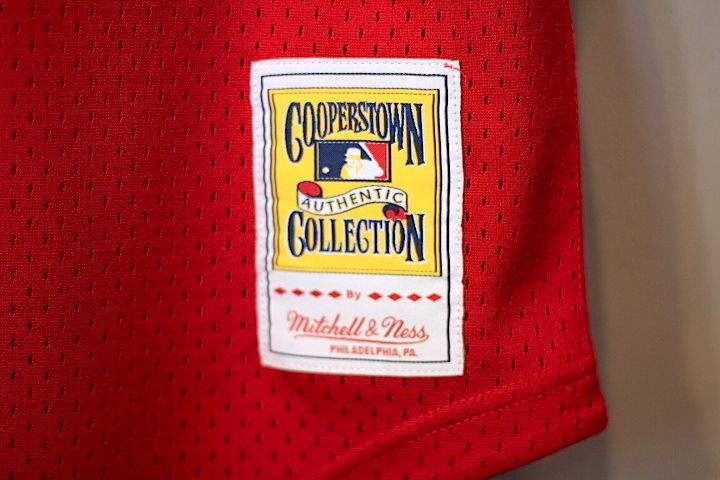 COOPERSTOWN
AUTHENTIC
COLLECTION
By
Mitchell & Ness
PHILADELPHIA, PA.